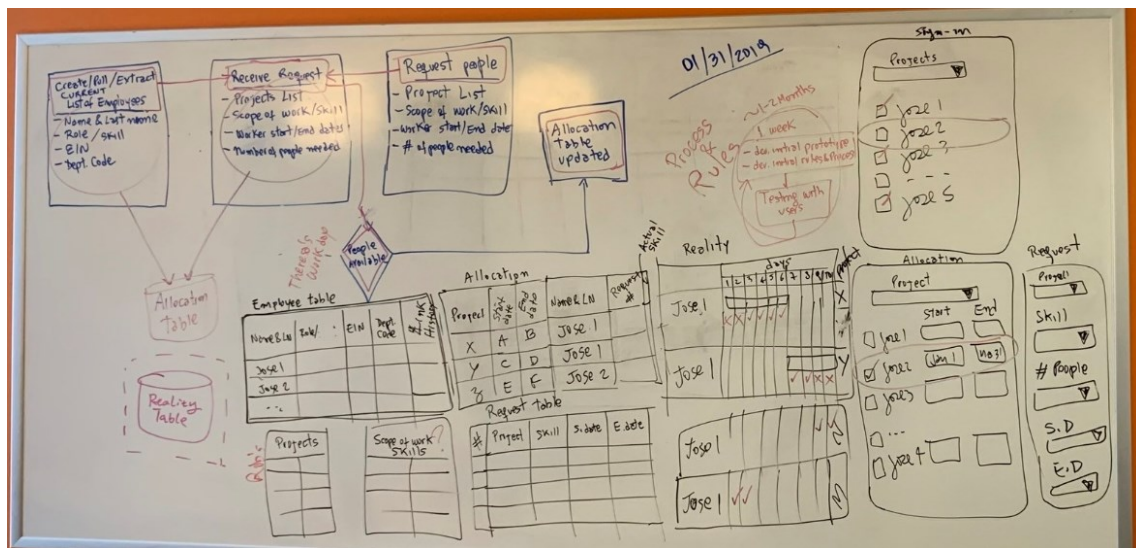 Create/Pull/Extract
CURRENT
List of Employees
- Name & Last name
- Role/Skill
- EIN
- Dept. Code
Receive Request
- Projects List
- Scope of work/Skill
- Worker start/End dates
- Number of people needed
Request people
- Project List
- Scope of work/Skill
- Worker start/End date
- # of people needed
Allocation
Table
updated
People
Available
Allocation
Table
Reality
Table
01/31/2019
Process
&
Rules
~1-2 Months
1 week
- dev. initial prototype
- dev. initial rules & process
Testing with
users
Sign-in
Projects
Jose 1
Jose 2
Jose 3
- - - -
Jose 5
Employee table
Name & LN
Role/
:
EIN
Dept.
Code
Jose 1
Jose 2
...
Allocation
Project
Start
date
End
date
Name & LN
Request
#
Actual
Skill
X A B Jose 1
Y C D Jose 1
Z E F Jose 2
Reality
days
1 2 3 4 5 6 7 8 9 10
Project
Jose 1
X
Jose 1
Y
Jose 1
Jose 1
Projects
Scope of work
SKILLS
?
Request Table
# Project Skill S.date E.date
Allocation
Project
Start End
Jose 1
Jose 2
Jan 1
Jose 3
...
Jose 4
Request
Skill
# People
S.D
E.D